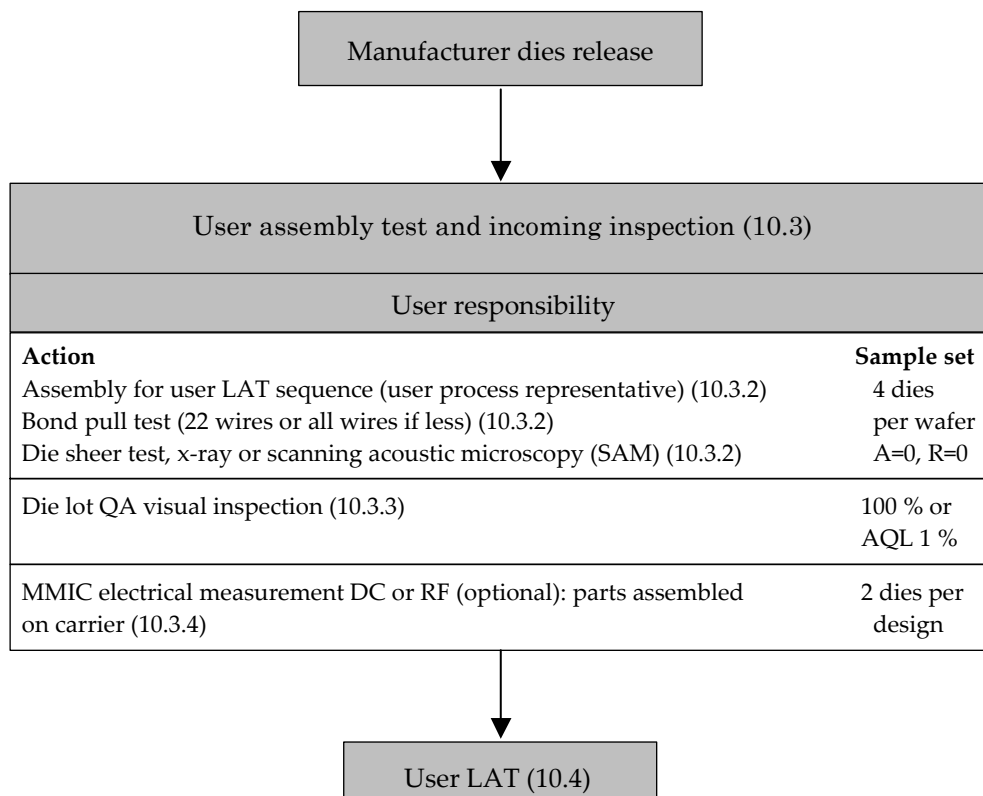 Manufacturer dies release
User assembly test and incoming inspection (10.3)
User responsibility
Action Sample set
Assembly for user LAT sequence (user process representative) (10.3.2) 4 dies
Bond pull test (22 wires or all wires if less) (10.3.2) per wafer
Die sheer test, x-ray or scanning acoustic microscopy (SAM) (10.3.2) A=0, R=0
Die lot QA visual inspection (10.3.3) 100 % or
AQL 1 %
MMIC electrical measurement DC or RF (optional): parts assembled 2 dies per
on carrier (10.3.4) design
User LAT (10.4)